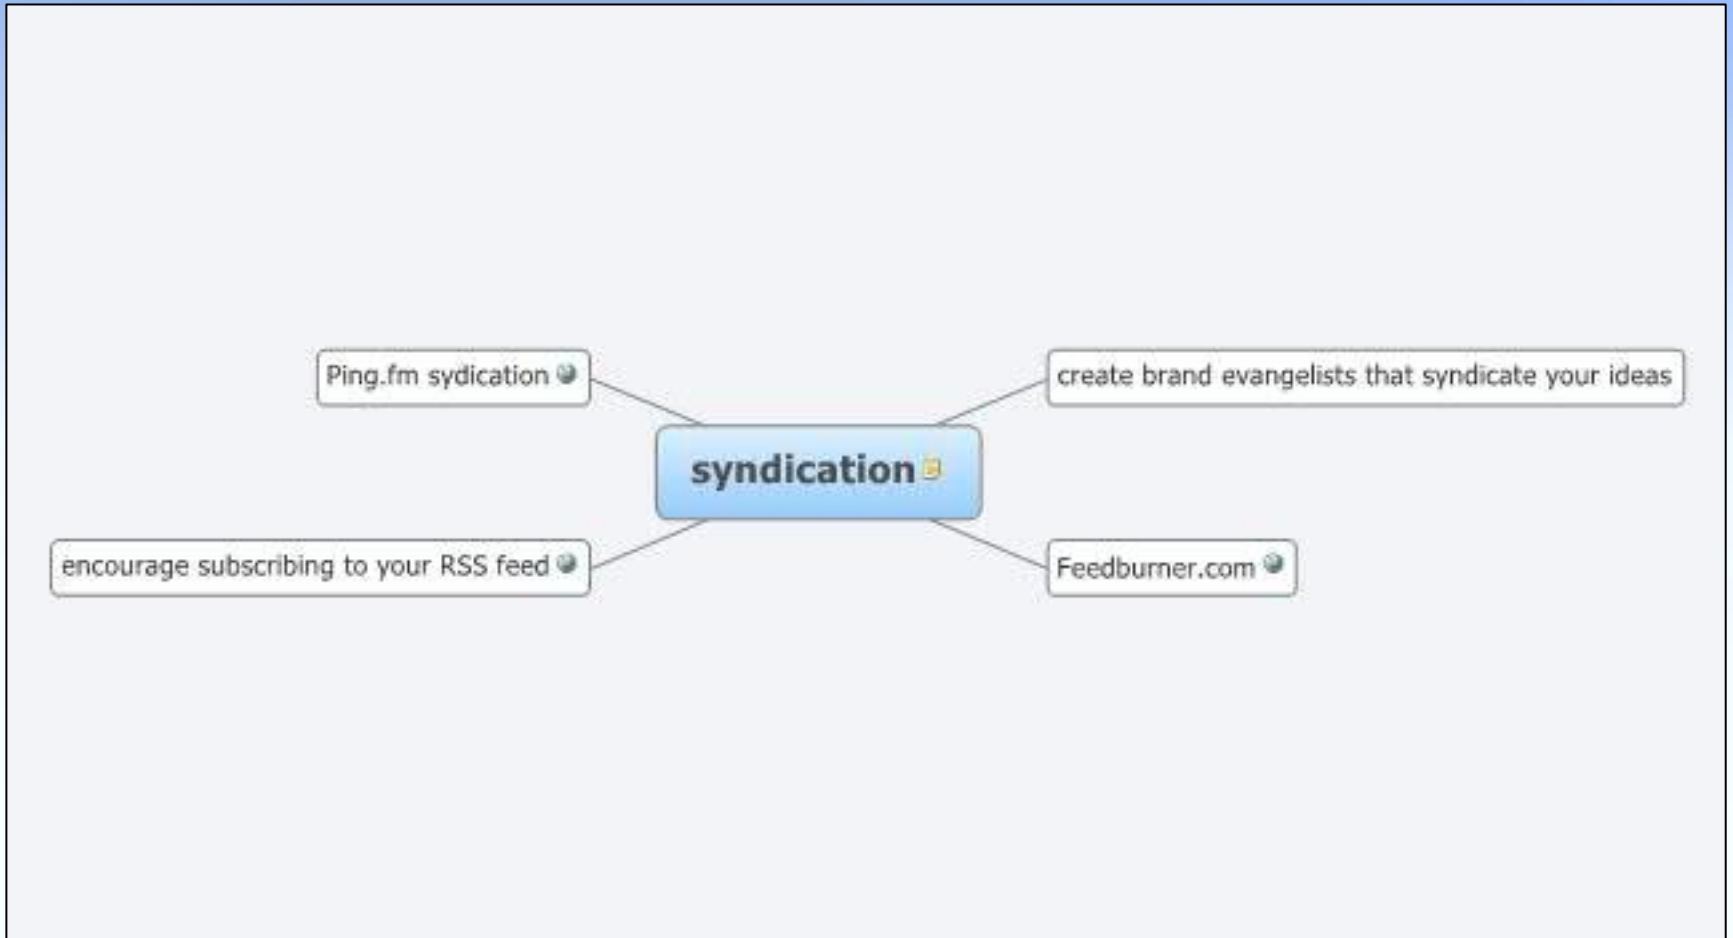 Ping.fm sydication
create brand evangelists that syndicate your ideas
syndication
encourage subscribing to your RSS feed
Feedburner.com